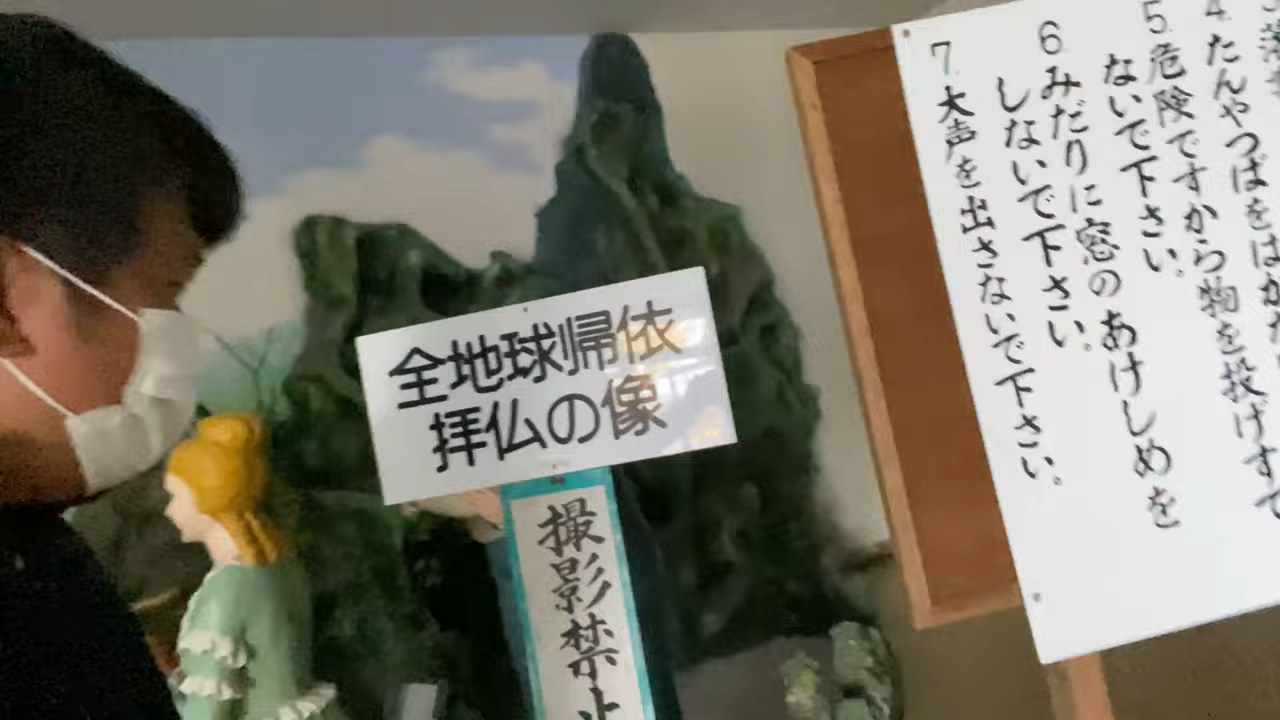 全地球帰依
拝仏の像
撮影禁止
4.たんやつばをはか
5.危険ですから物を投げすて
ないで下さい。
6.みだりに窓のあけしめを
しないで下さい。
7.大声を出さないで下さい。